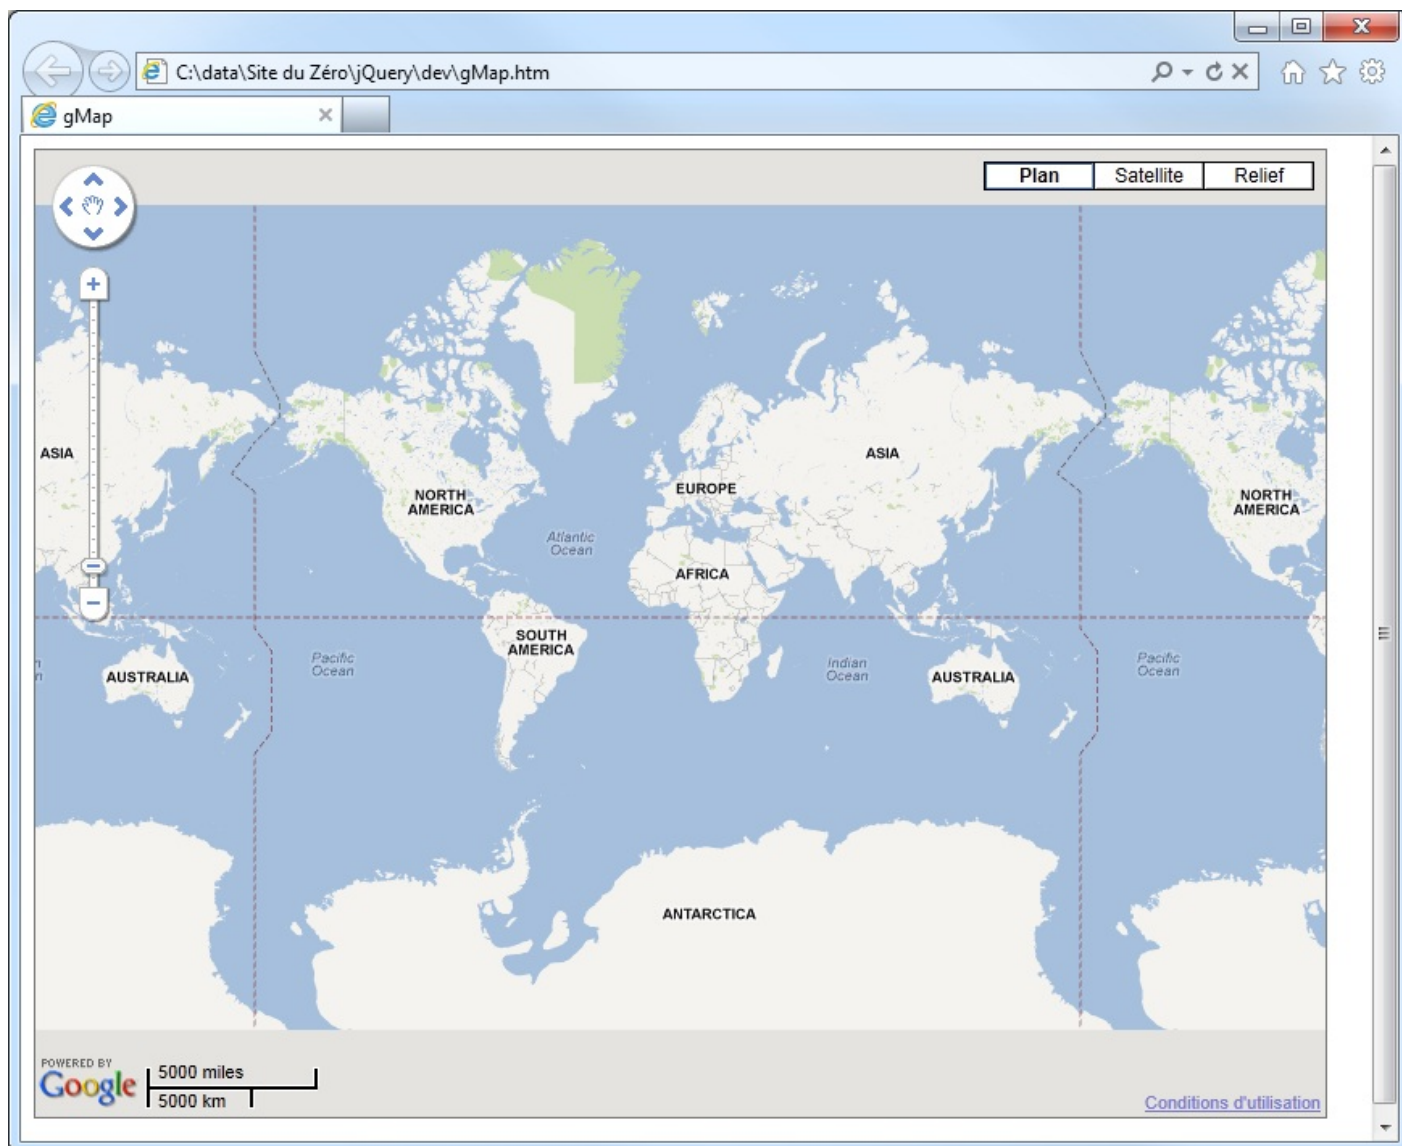 C:\data\Site du Zéro\jQuery\dev\gMap.htm
gMap
Plan Satellite Relief
ASIA
ASIA
EUROPE
NORTH
AMERICA
NORTH
AMERICA
Atlantic
Ocean
AFRICA
SOUTH
AMERICA
Pacific
Ocean
Indian
Ocean
Pacific
Ocean
n
n
AUSTRALIA
AUSTRALIA
ANTARCTICA
POWERED BY
Google
5000 miles
5000 km
Conditions d'utilisation